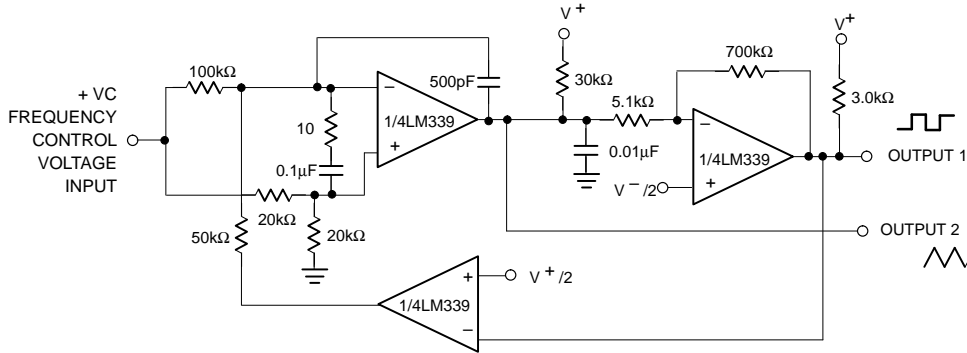 V+
V+
100kΩ
700kΩ
+ VC
FREQUENCY
CONTROL
VOLTAGE
INPUT
500pF
30kΩ
5.1kΩ
3.0kΩ
−
10
1/4LM339
+
0.1µF
0.01µF
−
1/4LM339
+
V−/2
OUTPUT 1
20kΩ
20kΩ
50kΩ
OUTPUT 2
+
V+/2
1/4LM339
−